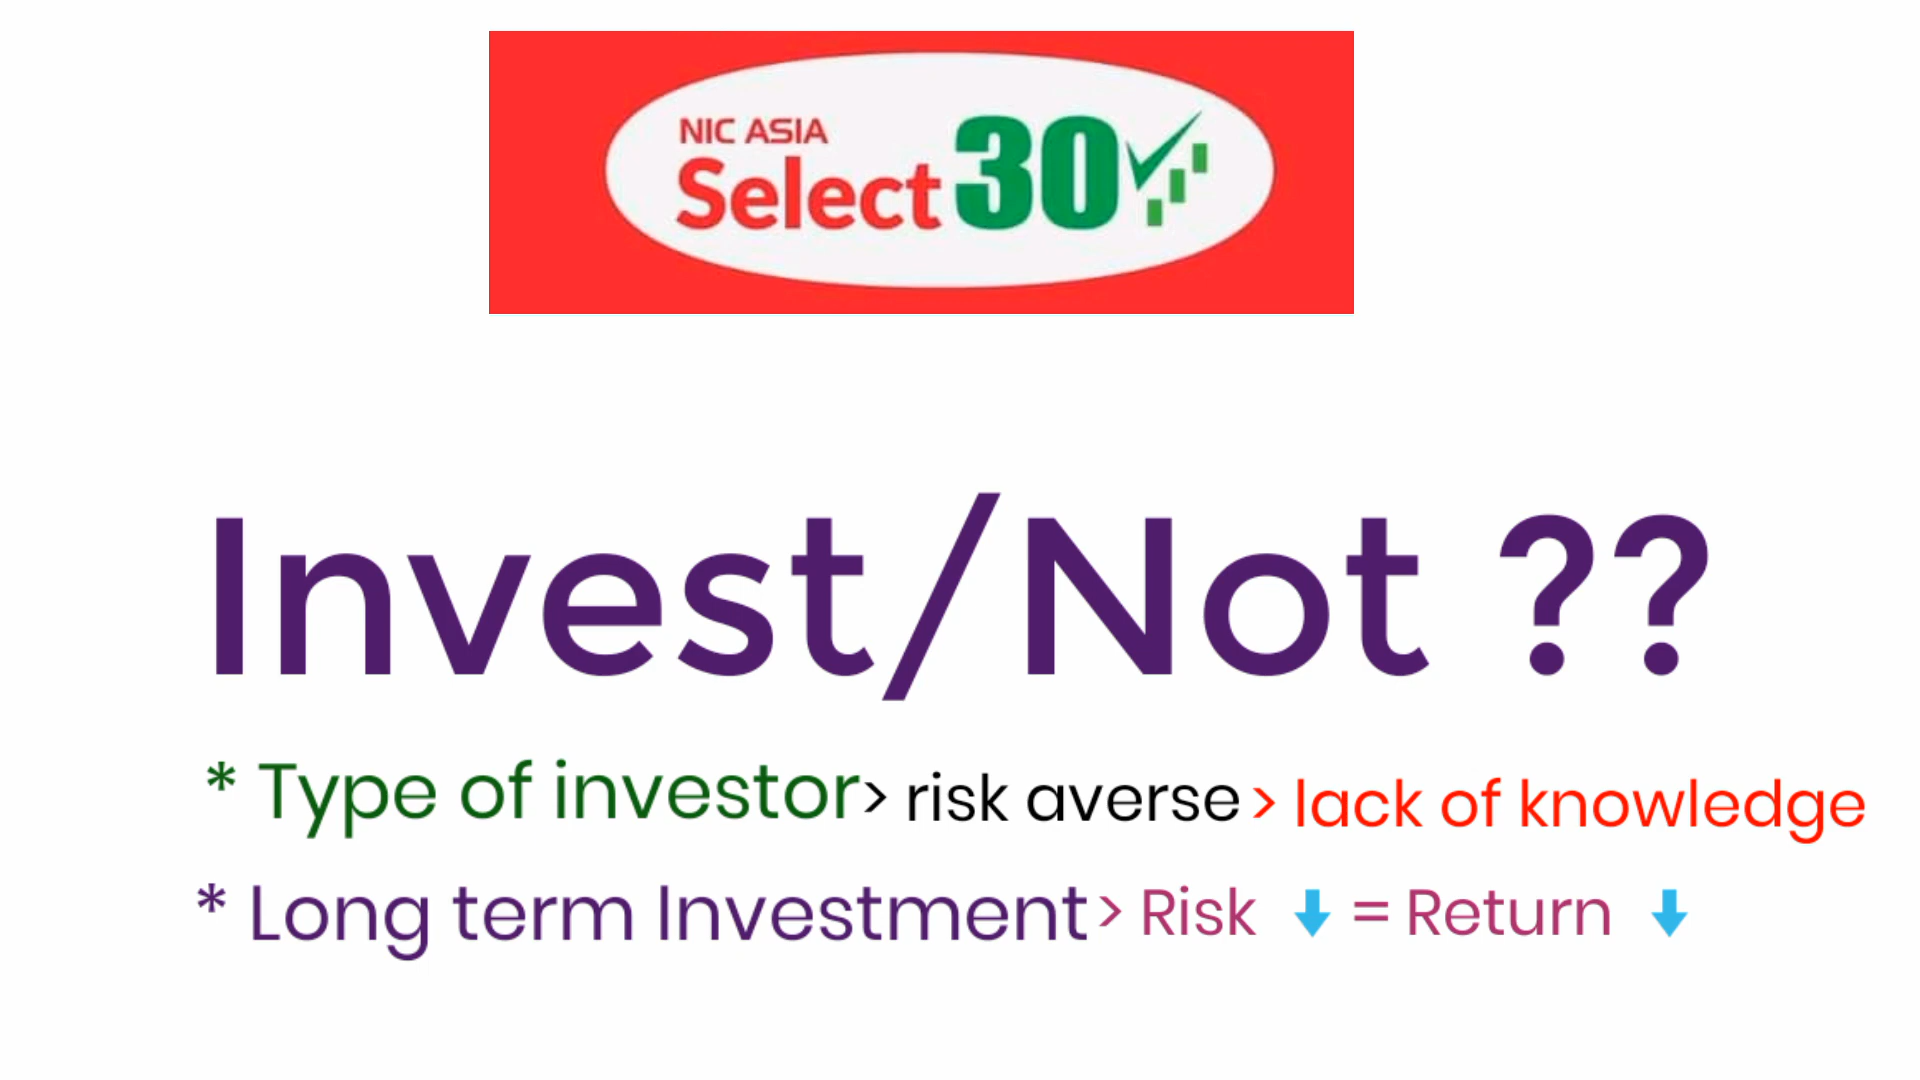 NIC ASIA
Select 30
Invest/Not ??
* Type of investor> risk averse > lack of knowledge
* Long term Investment> Risk ⬇ = Return ⬇